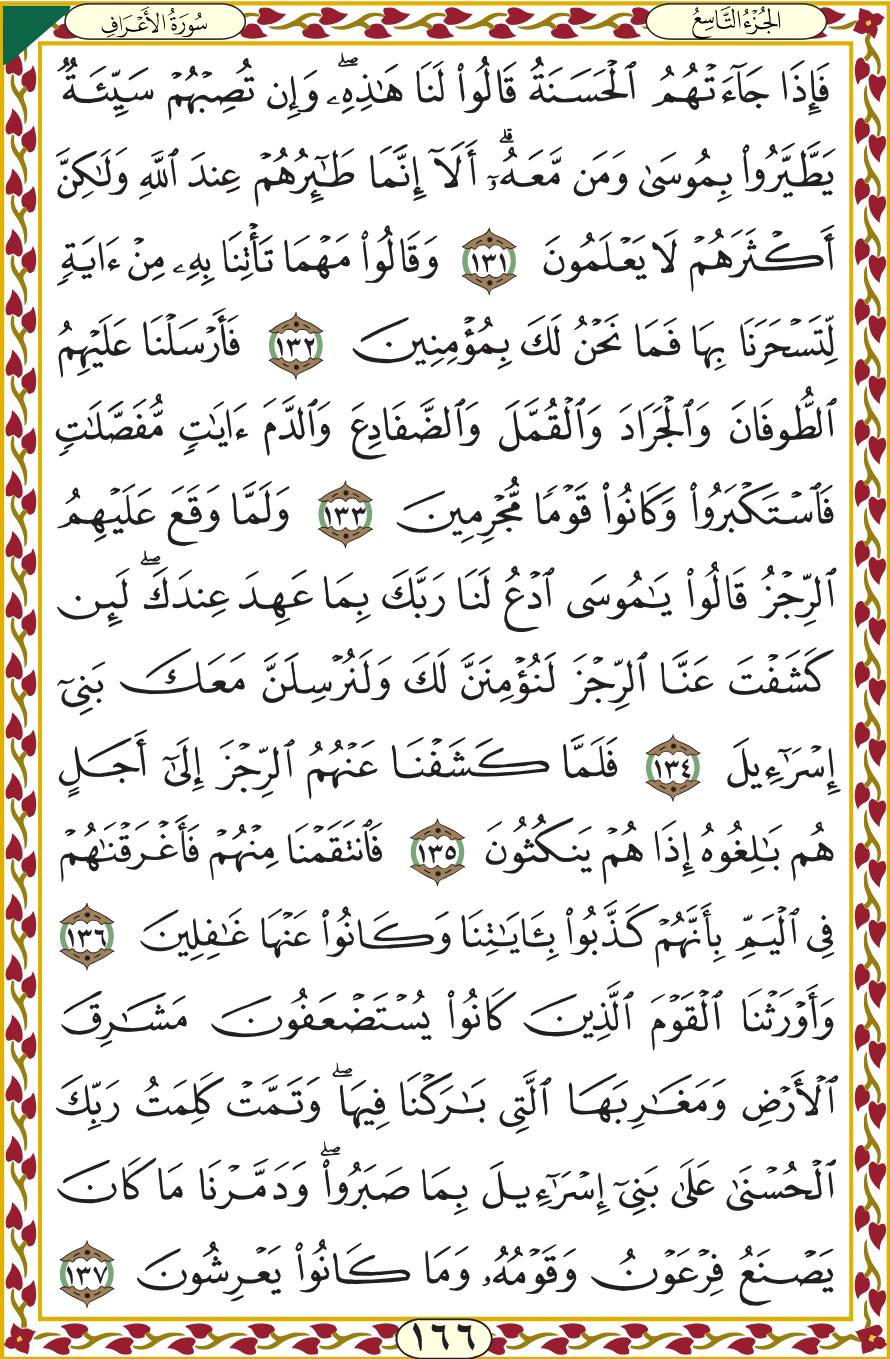 الجُزْءُ التَّاسِعُ
سُورَةُ الأَعْرَافِ
فَإِذَا جَآءَتْهُمُ ٱلْحَسَنَةُ قَالُوا۟ لَنَا هَٰذِهِۦ ۖ وَإِن تُصِبْهُمْ سَيِّئَةٌ
يَطَّيَّرُوا۟ بِمُوسَىٰ وَمَن مَّعَهُۥٓ ۗ أَلَآ إِنَّمَا طَٰٓئِرُهُمْ عِندَ ٱللَّهِ وَلَٰكِنَّ
أَكْثَرَهُمْ لَا يَعْلَمُونَ ١٣١ وَقَالُوا۟ مَهْمَا تَأْتِنَا بِهِۦ مِنْ ءَايَةٍ
لِّتَسْحَرَنَا بِهَا فَمَا نَحْنُ لَكَ بِمُؤْمِنِينَ ١٣٢ فَأَرْسَلْنَا عَلَيْهِمُ
ٱلطُّوفَانَ وَٱلْجَرَادَ وَٱلْقُمَّلَ وَٱلضَّفَادِعَ وَٱلدَّمَ ءَايَٰتٍ مُّفَصَّلَٰتٍ
فَٱسْتَكْبَرُوا۟ وَكَانُوا۟ قَوْمًا مُّجْرِمِينَ ١٣٣ وَلَمَّا وَقَعَ عَلَيْهِمُ
ٱلرِّجْزُ قَالُوا۟ يَٰمُوسَى ٱدْعُ لَنَا رَبَّكَ بِمَا عَهِدَ عِندَكَ ۖ لَئِن
كَشَفْتَ عَنَّا ٱلرِّجْزَ لَنُؤْمِنَنَّ لَكَ وَلَنُرْسِلَنَّ مَعَكَ بَنِىٓ
إِسْرَٰٓءِيلَ ١٣٤ فَلَمَّا كَشَفْنَا عَنْهُمُ ٱلرِّجْزَ إِلَىٰٓ أَجَلٍ
هُم بَٰلِغُوهُ إِذَا هُمْ يَنكُثُونَ ١٣٥ فَٱنتَقَمْنَا مِنْهُمْ فَأَغْرَقْنَٰهُمْ
فِى ٱلْيَمِّ بِأَنَّهُمْ كَذَّبُوا۟ بِـَٔايَٰتِنَا وَكَانُوا۟ عَنْهَا غَٰفِلِينَ ١٣٦
وَأَوْرَثْنَا ٱلْقَوْمَ ٱلَّذِينَ كَانُوا۟ يُسْتَضْعَفُونَ مَشَٰرِقَ
ٱلْأَرْضِ وَمَغَٰرِبَهَا ٱلَّتِى بَٰرَكْنَا فِيهَا ۖ وَتَمَّتْ كَلِمَتُ رَبِّكَ
ٱلْحُسْنَىٰ عَلَىٰ بَنِىٓ إِسْرَٰٓءِيلَ بِمَا صَبَرُوا۟ ۖ وَدَمَّرْنَا مَا كَانَ
يَصْنَعُ فِرْعَوْنُ وَقَوْمُهُۥ وَمَا كَانُوا۟ يَعْرِشُونَ ١٣٧
١٦٦